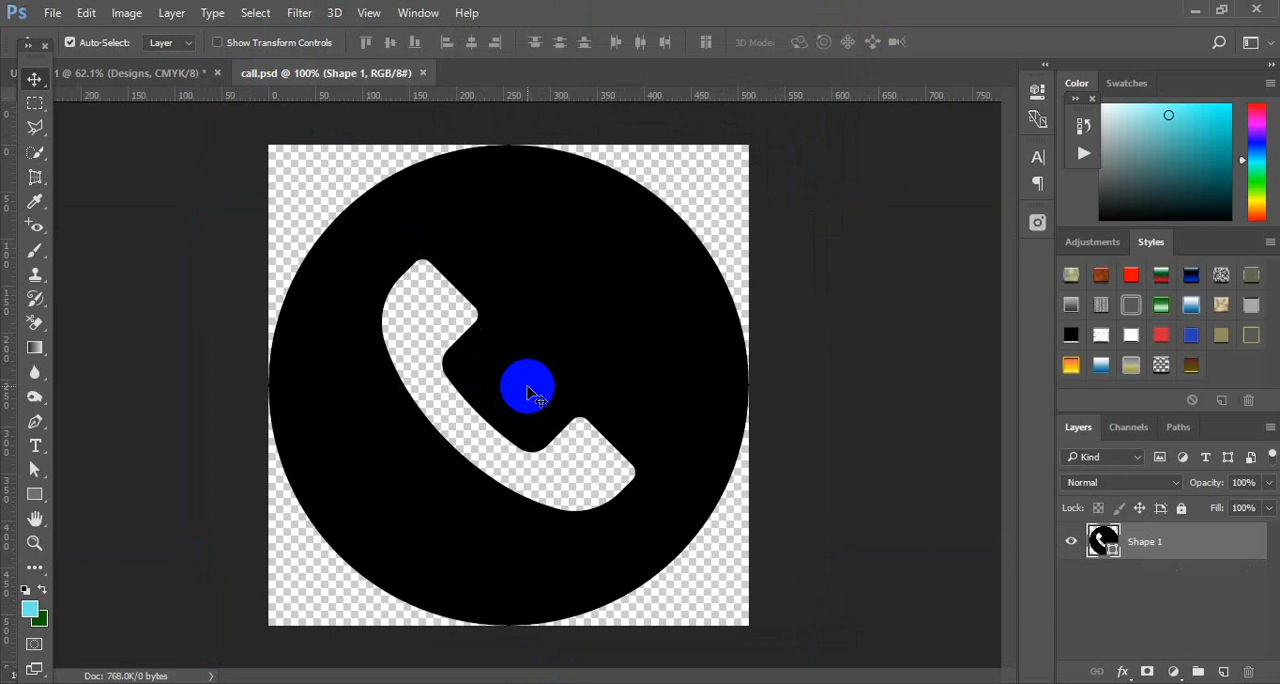 Ps File Edit Image Layer Type Select Filter 3D View Window Help
Auto-Select: Layer Show Transform Controls 3D Mode:
1 @ 62.1% (Designs, CMYK/8) * × call.psd @ 100% (Shape 1, RGB/8#) ×
200 150 100 50 0 50 100 150 200 250 300 350 400 450 500 550 600 650 700 750
Color Swatches
Adjustments Styles
Layers Channels Paths
Kind
Normal Opacity: 100%
Lock: Fill: 100%
Shape 1
Doc: 768.0K/0 bytes